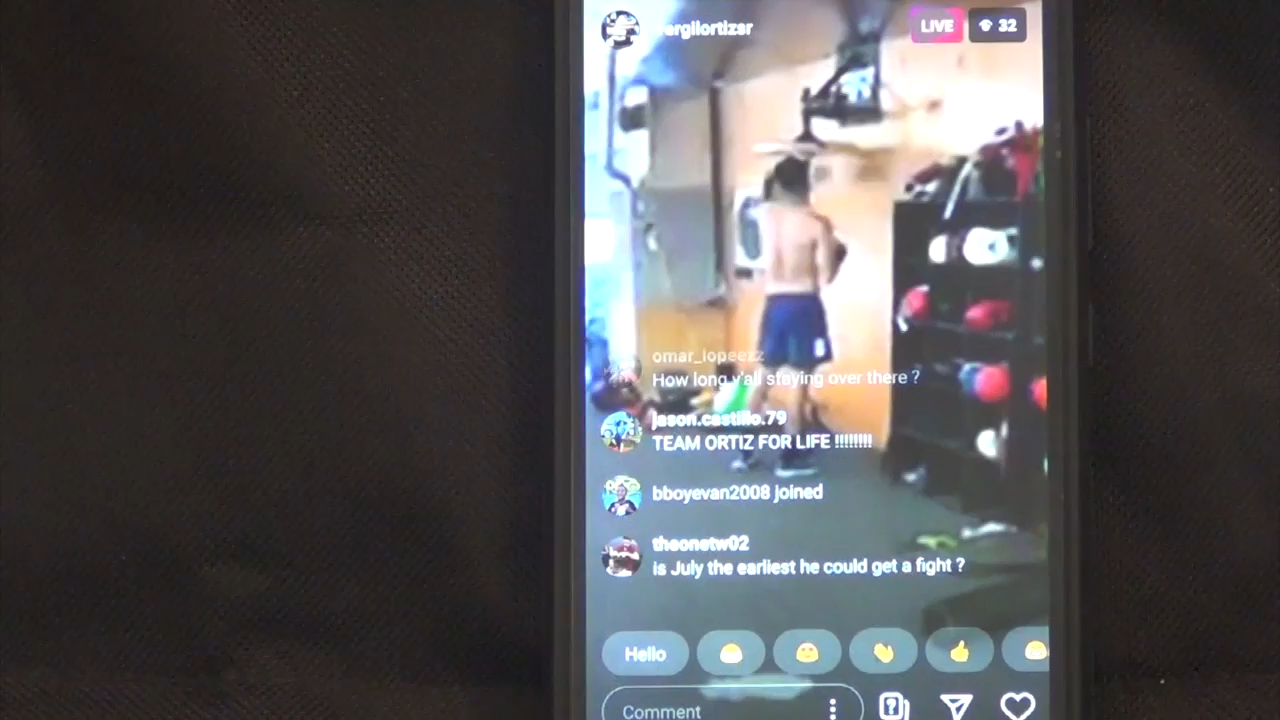 vergilortizsr
LIVE 32
omar_lopeezz
How long y'all staying over there ?
jason.castillo.79
TEAM ORTIZ FOR LIFE !!!!!!!!
bboyevan2008 joined
theonetw02
is July the earliest he could get a fight ?
Hello
Comment